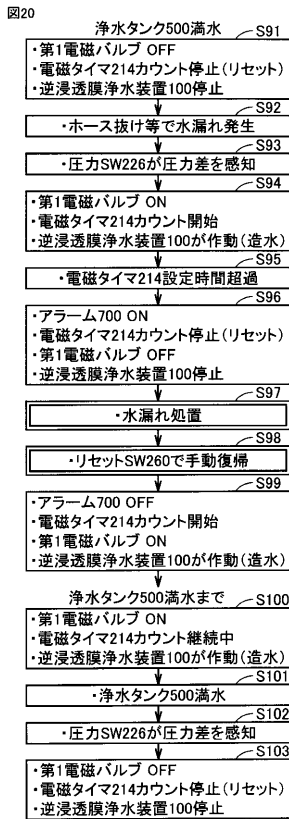 図20
浄水タンク500満水
S91
・第1電磁バルブ OFF
・電磁タイマ214カウント停止(リセット)
・逆浸透膜浄水装置100停止
S92
・ホース抜け等で水漏れ発生
S93
・圧力SW226が圧力差を感知
S94
・第1電磁バルブ ON
・電磁タイマ214カウント開始
・逆浸透膜浄水装置100が作動(造水)
S95
・電磁タイマ214設定時間超過
S96
・アラーム700 ON
・電磁タイマ214カウント停止(リセット)
・第1電磁バルブ OFF
・逆浸透膜浄水装置100停止
S97
・水漏れ処置
S98
・リセットSW260で手動復帰
S99
・アラーム700 OFF
・電磁タイマ214カウント開始
・第1電磁バルブ ON
・逆浸透膜浄水装置100が作動(造水)
浄水タンク500満水まで
S100
・第1電磁バルブ ON
・電磁タイマ214カウント継続中
・逆浸透膜浄水装置100が作動(造水)
S101
・浄水タンク500満水
S102
・圧力SW226が圧力差を感知
S103
・第1電磁バルブ OFF
・電磁タイマ214カウント停止(リセット)
・逆浸透膜浄水装置100停止